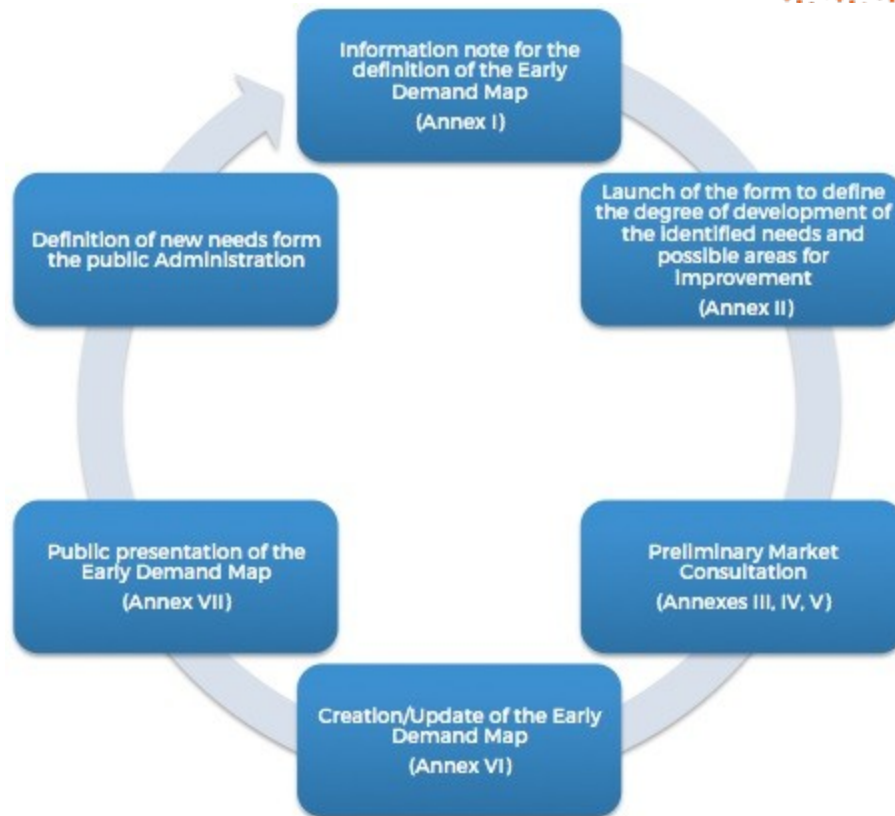 Information note for the
definition of the Early
Demand Map
(Annex I)
Launch of the form to define
the degree of development of
the identified needs and
possible areas for
Improvement
(Annex II)
Preliminary Market
Consultation
(Annexes III, IV, V)
Creation/Update of the Early
Demand Map
(Annex VI)
Public presentation of the
Early Demand Map
(Annex VII)
Definition of new needs form
the public Administration